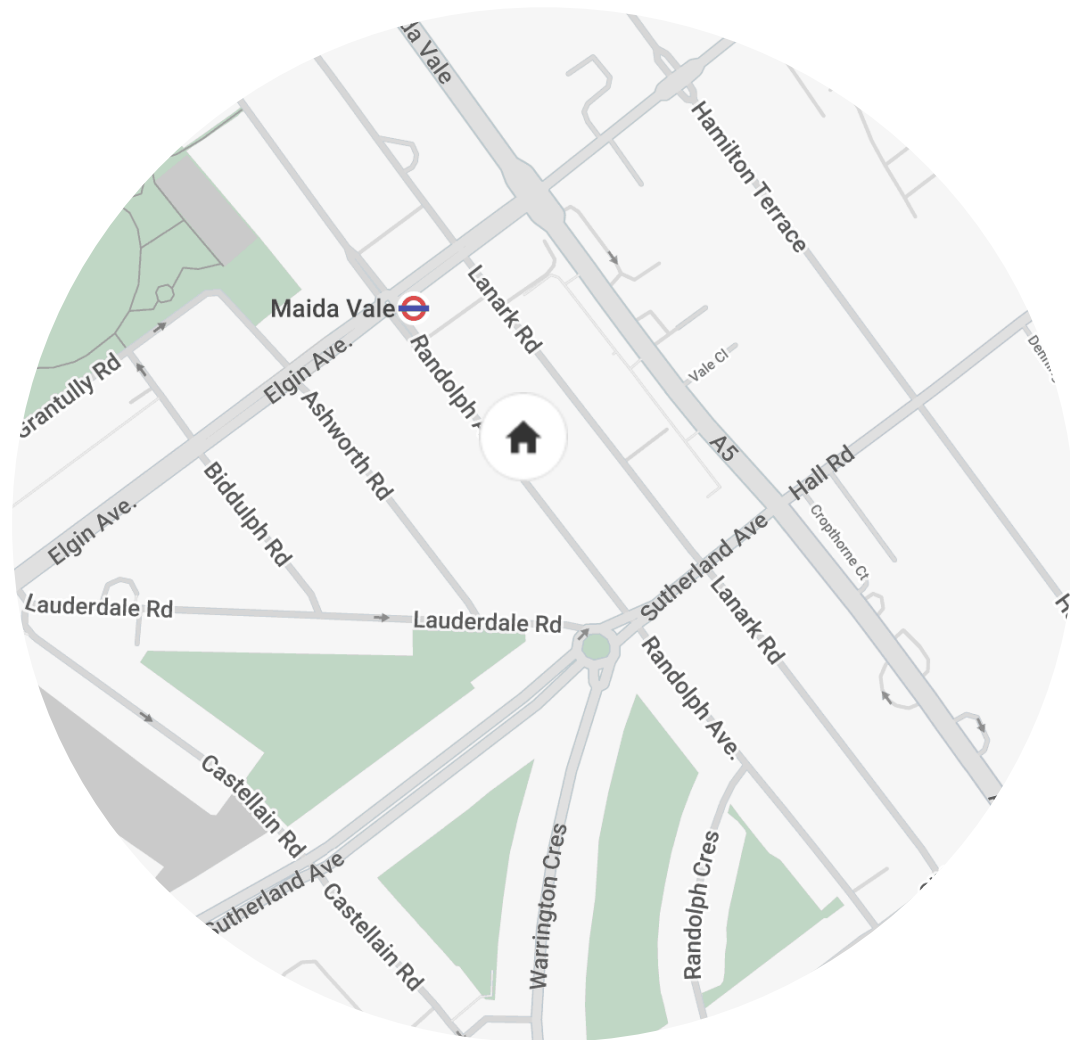 da Vale
Hamilton Terrace
Maida Vale
Lanark Rd
Elgin Ave.
Randolph A
Grantully Rd
Vale Cl
Ashworth Rd
A5
Hall Rd
Biddulph Rd
Elgin Ave.
Cropthorne Ct
Sutherland Ave
Lauderdale Rd
Lauderdale Rd
Lanark Rd
Randolph Ave.
Castellain Rd
Sutherland Ave
Warrington Cres
Randolph Cres
Castellain Rd